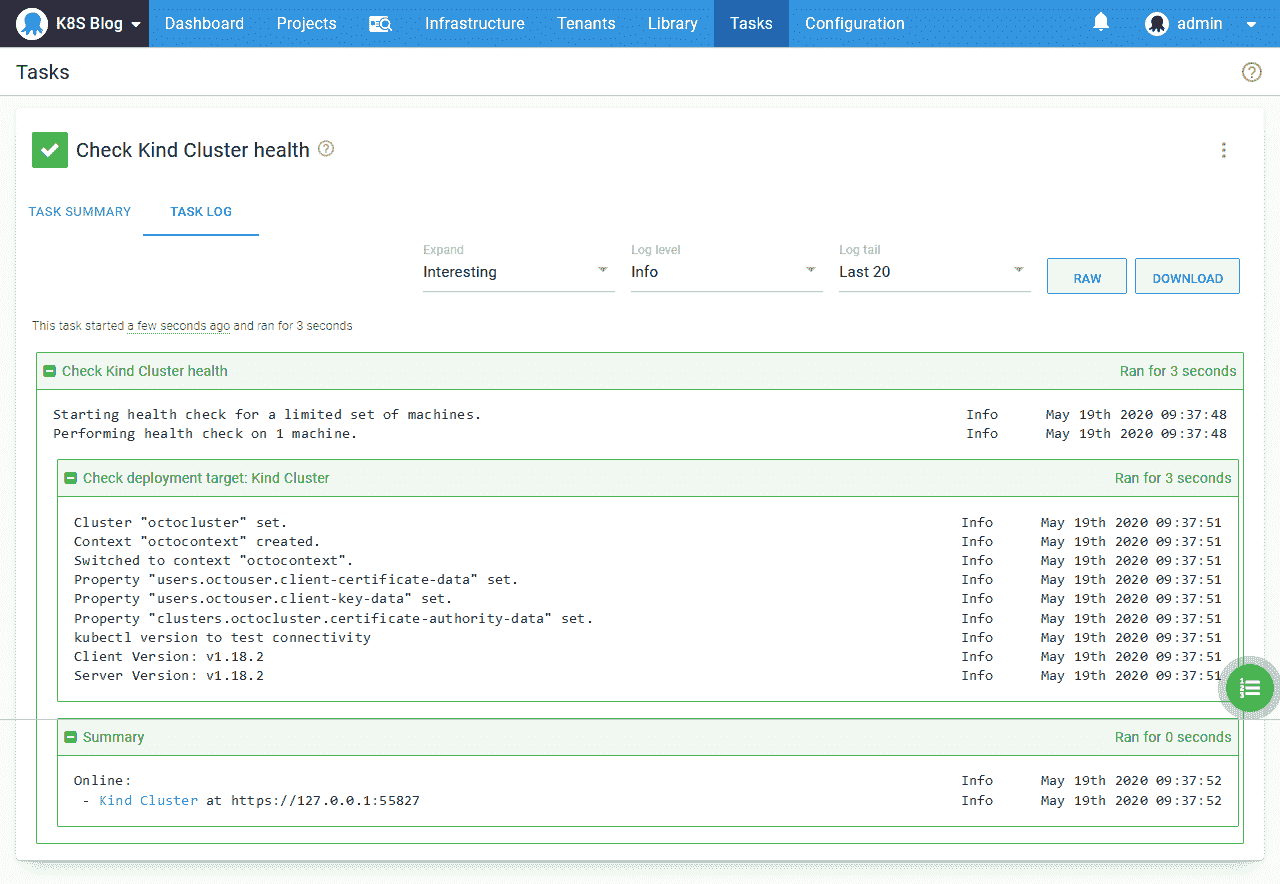 K8S Blog Dashboard Projects Infrastructure Tenants Library Tasks Configuration admin
Tasks ?
Check Kind Cluster health ?
TASK SUMMARY TASK LOG
Expand Log level Log tail
Interesting Info Last 20 RAW DOWNLOAD
This task started a few seconds ago and ran for 3 seconds
Check Kind Cluster health Ran for 3 seconds
Starting health check for a limited set of machines. Info May 19th 2020 09:37:48
Performing health check on 1 machine. Info May 19th 2020 09:37:48
Check deployment target: Kind Cluster Ran for 3 seconds
Cluster "octocluster" set. Info May 19th 2020 09:37:51
Context "octocontext" created. Info May 19th 2020 09:37:51
Switched to context "octocontext". Info May 19th 2020 09:37:51
Property "users.octouser.client-certificate-data" set. Info May 19th 2020 09:37:51
Property "users.octouser.client-key-data" set. Info May 19th 2020 09:37:51
Property "clusters.octocluster.certificate-authority-data" set. Info May 19th 2020 09:37:51
kubectl version to test connectivity Info May 19th 2020 09:37:51
Client Version: v1.18.2 Info May 19th 2020 09:37:51
Server Version: v1.18.2 Info May 19th 2020 09:37:51
Summary Ran for 0 seconds
Online: Info May 19th 2020 09:37:52
- Kind Cluster at https://127.0.0.1:55827 Info May 19th 2020 09:37:52